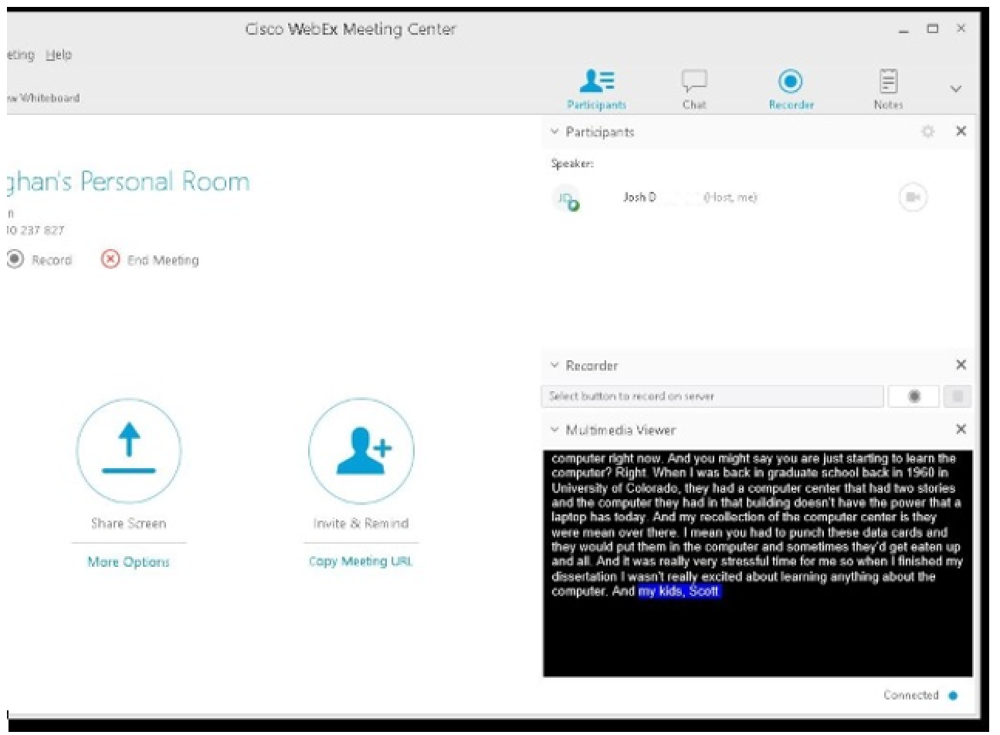 Cisco WebEx Meeting Center
eting Help
w Whiteboard
Participants Chat Recorder Notes
Participants
Speaker:
JD Josh D (Host, me)
ghan's Personal Room
n
10 237 827
Record End Meeting
Recorder
Select button to record on server
Multimedia Viewer
computer right now. And you might say you are just starting to learn the
computer? Right. When I was back in graduate school back in 1960 in
University of Colorado, they had a computer center that had two stories
and the computer they had in that building doesn't have the power that a
laptop has today. And my recollection of the computer center is they
were mean over there. I mean you had to punch these data cards and
they would put them in the computer and sometimes they'd get eaten up
and all. And it was really very stressful time for me so when I finished my
dissertation I wasn't really excited about learning anything about the
computer. And my kids, Scott
Share Screen
More Options
Invite & Remind
Copy Meeting URL
Connected